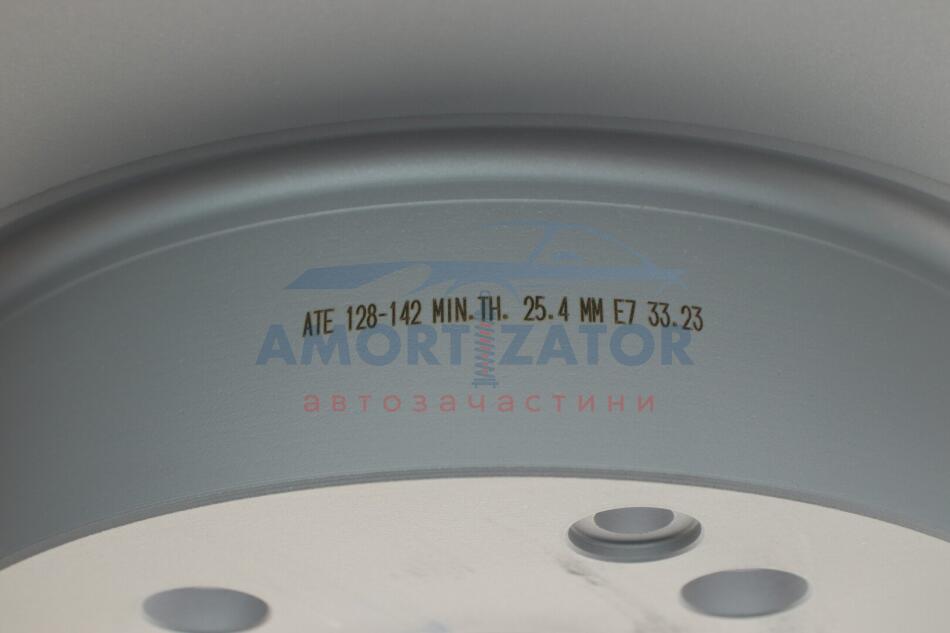 ATE 128-142 MIN.TH. 25.4 MM E7 33.23
AMORTIZATOR
автозачастини